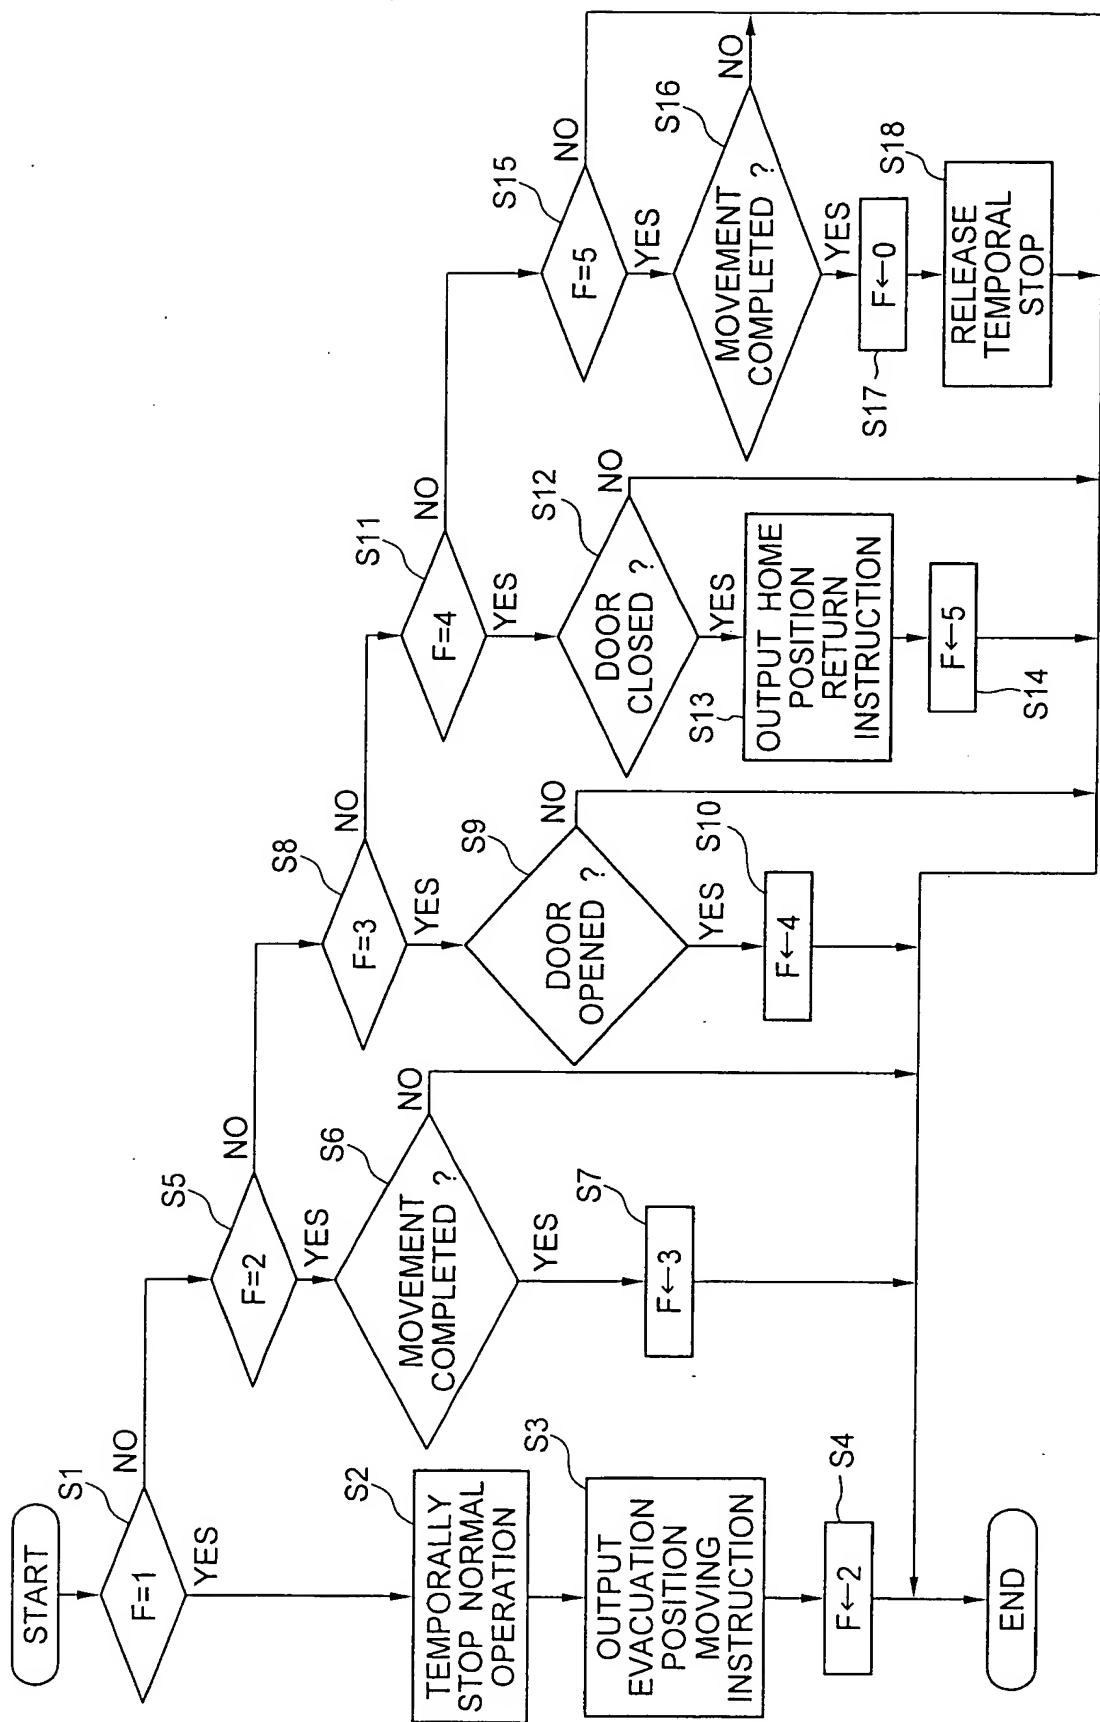 START
S1
F=1
NO
YES
S2
TEMPORALLY
STOP NORMAL
OPERATION
S3
OUTPUT
EVACUATION
POSITION
MOVING
INSTRUCTION
S4
F←2
END
S5
F=2
NO
YES
S6
MOVEMENT
COMPLETED ?
NO
YES
S7
F←3
S8
F=3
NO
YES
S9
DOOR
OPENED ?
NO
YES
S10
F←4
S11
F=4
NO
YES
S12
DOOR
CLOSED ?
NO
YES
S13
OUTPUT HOME
POSITION
RETURN
INSTRUCTION
F←5
S14
S15
F=5
NO
YES
S16
MOVEMENT
COMPLETED ?
NO
YES
S17
F←0
S18
RELEASE
TEMPORAL
STOP